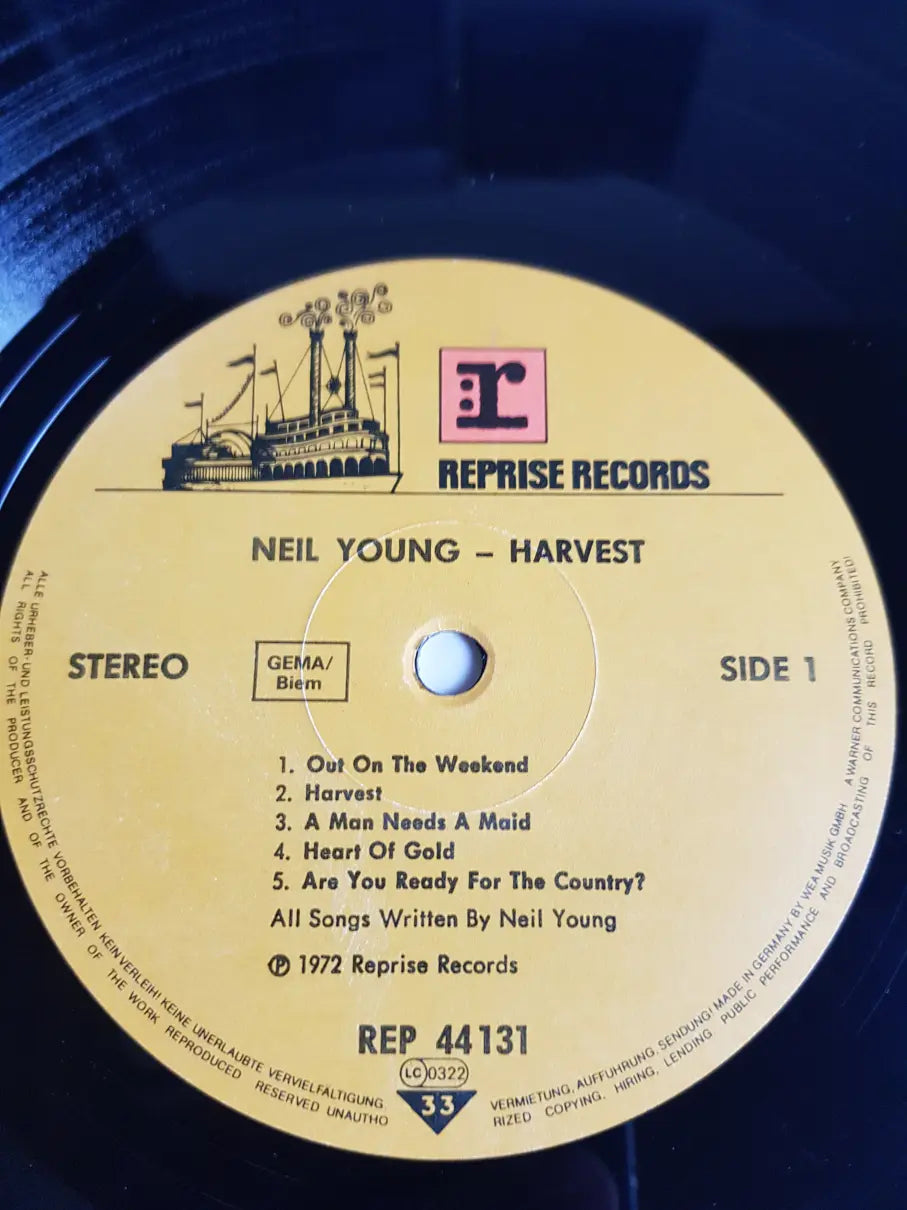 r
REPRISE RECORDS
NEIL YOUNG – HARVEST
STEREO
GEMA/
Biem
SIDE 1
1. Out On The Weekend
2. Harvest
3. A Man Needs A Maid
4. Heart Of Gold
5. Are You Ready For The Country?
All Songs Written By Neil Young
℗ 1972 Reprise Records
REP 44131
LC 0322
33
ALLE URHEBER- UND LEISTUNGSSCHUTZRECHTE VORBEHALTEN KEIN VERLEIH! KEINE UNERLAUBTE VERVIELFÄLTIGUNG, VERMIETUNG, AUFFÜHRUNG, SENDUNG! MADE IN GERMANY BY WEA MUSIK GMBH A WARNER COMMUNICATIONS COMPANY
ALL RIGHTS OF THE PRODUCER AND OF THE OWNER OF THE WORK REPRODUCED RESERVED UNAUTHORIZED COPYING, HIRING, LENDING PUBLIC PERFORMANCE AND BROADCASTING OF THIS RECORD PROHIBITED!